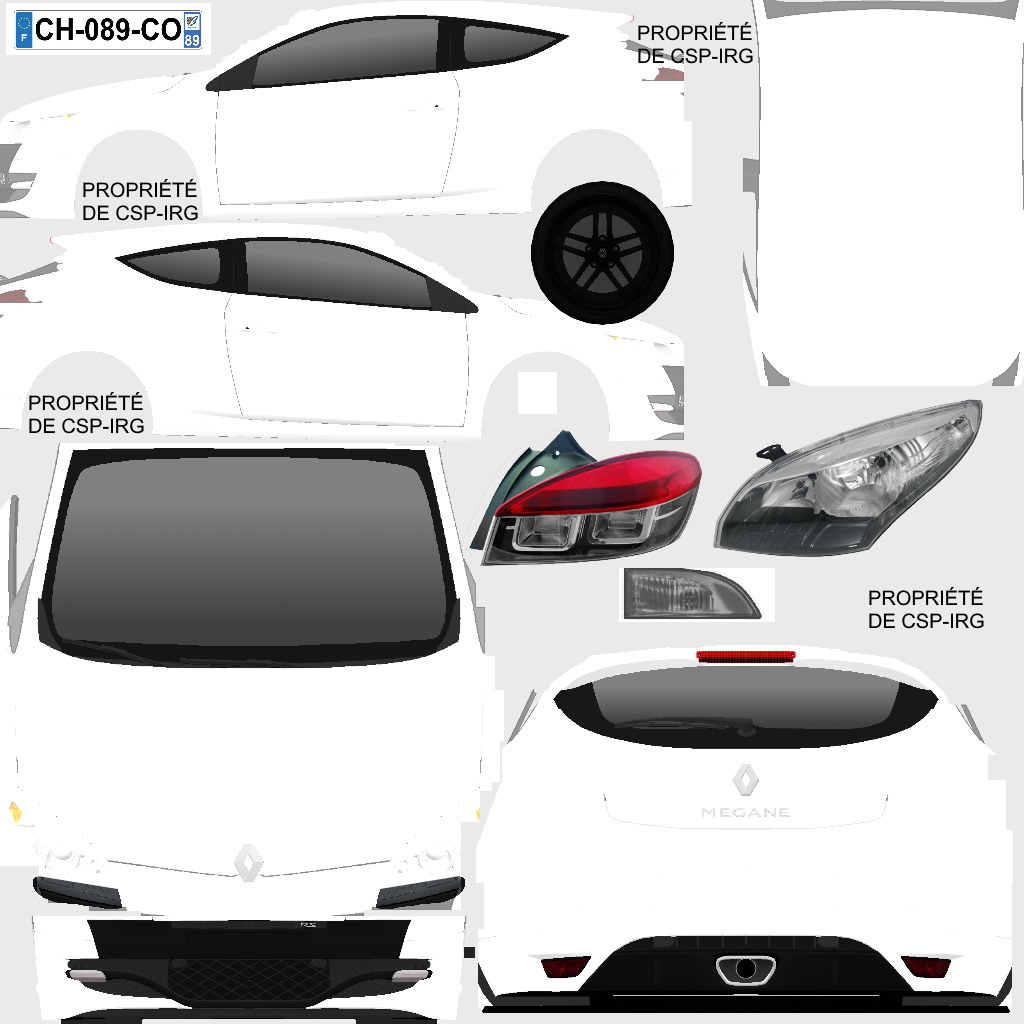 F
CH-089-CO
89
PROPRIÉTÉ
DE CSP-IRG
PROPRIÉTÉ
DE CSP-IRG
PROPRIÉTÉ
DE CSP-IRG
PROPRIÉTÉ
DE CSP-IRG
MEGANE
RS